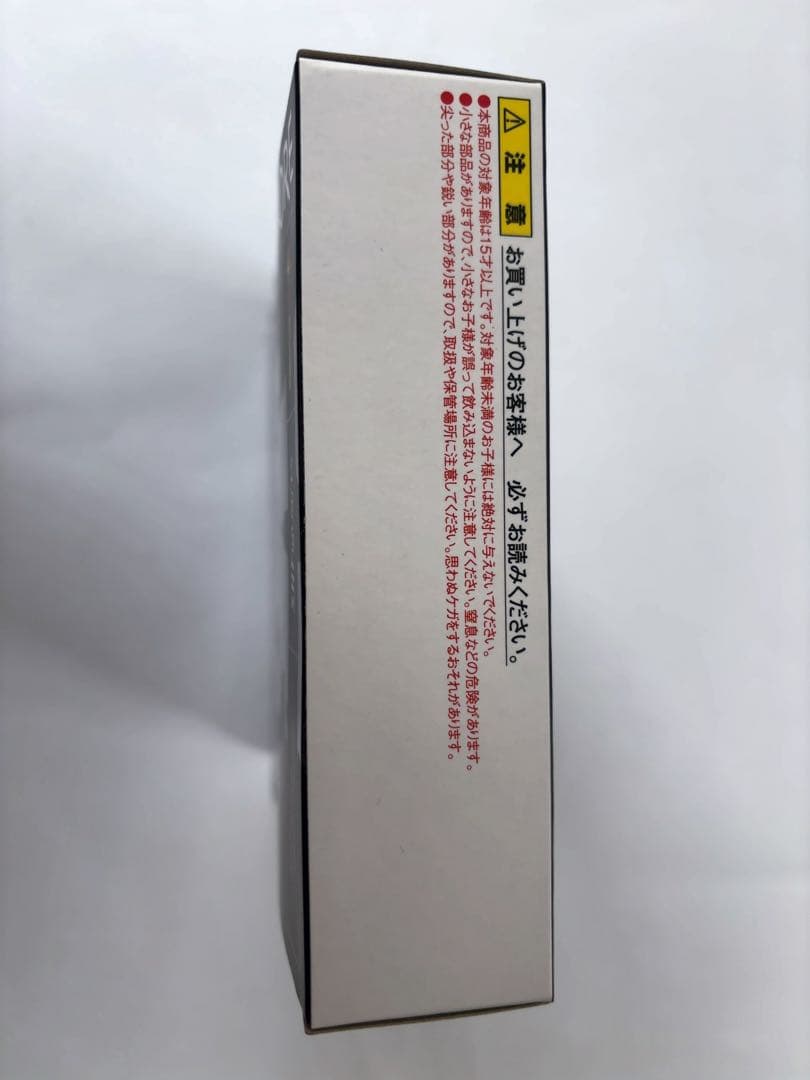 注 意 お買い上げのお客様へ 必ずお読みください。
●本商品の対象年齢は15才以上です。対象年齢未満のお子様には絶対に与えないでください。
●小さな部品がありますので、小さなお子様が誤って飲み込まないように注意してください。窒息などの危険があります。
●尖った部分や鋭い部分がありますので、取扱や保管場所に注意してください。思わぬケガをするおそれがあります。